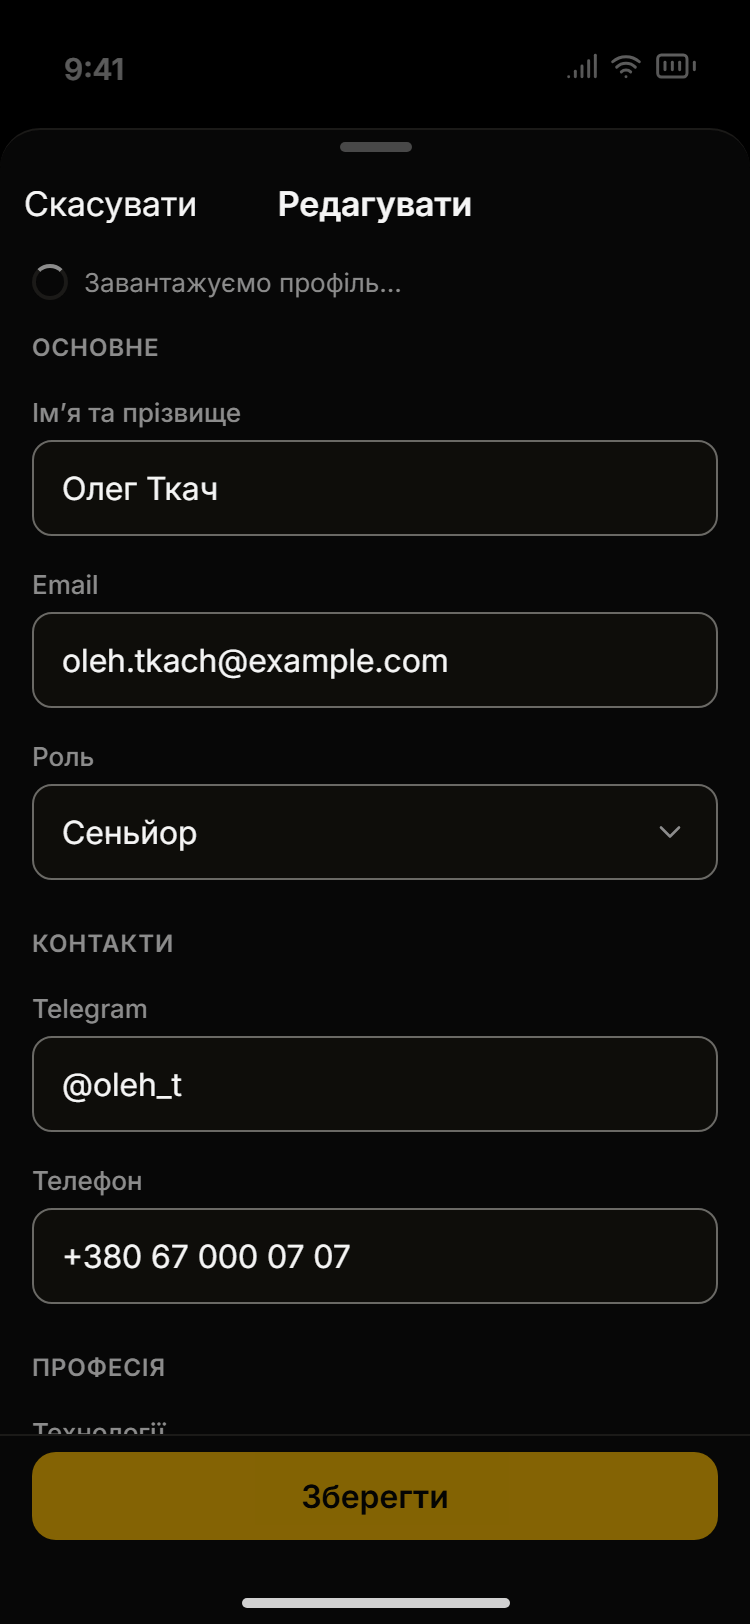 9:41
Скасувати Редагувати
Завантажуємо профіль...
ОСНОВНЕ
Ім’я та прізвище
Олег Ткач
Email
oleh.tkach@example.com
Роль
Сеньйор
КОНТАКТИ
Telegram
@oleh_t
Телефон
+380 67 000 07 07
ПРОФЕСІЯ
Технології
Зберегти